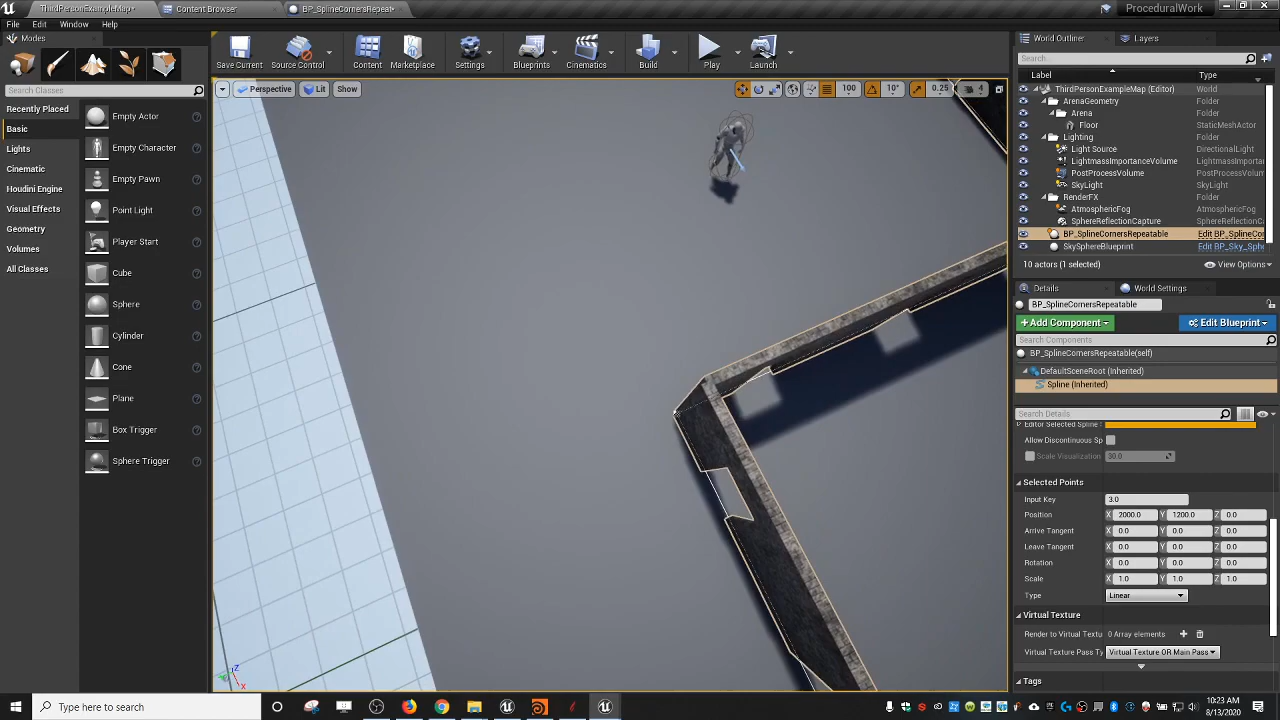 ThirdPersonExampleMap*
Content Browser
BP_SplineCornersRepeat
ProceduralWork
File
Edit
Window
Help
Modes
Search Classes
Recently Placed
Basic
Lights
Cinematic
Houdini Engine
Visual Effects
Geometry
Volumes
All Classes
Empty Actor
Empty Character
Empty Pawn
Point Light
Player Start
Cube
Sphere
Cylinder
Cone
Plane
Box Trigger
Sphere Trigger
Save Current
Source Control
Content
Marketplace
Settings
Blueprints
Cinematics
Build
Play
Launch
Perspective
Lit
Show
100
10°
0.25
4
z
x
World Outliner
Layers
Search...
Label
Type
ThirdPersonExampleMap (Editor) World
ArenaGeometry Folder
Arena Folder
Floor StaticMeshActor
Lighting Folder
Light Source DirectionalLight
LightmassImportanceVolume LightmassImportan
PostProcessVolume PostProcessVolum
SkyLight SkyLight
RenderFX Folder
AtmosphericFog AtmosphericFog
SphereReflectionCapture SphereReflectionC
BP_SplineCornersRepeatable Edit BP_SplineCor
SkySphereBlueprint Edit BP_Sky_Sphe
10 actors (1 selected)
View Options
Details
World Settings
BP_SplineCornersRepeatable
+Add Component
Edit Blueprint
Search Components
BP_SplineCornersRepeatable(self)
DefaultSceneRoot (Inherited)
Spline (Inherited)
Search Details
Editor Selected Spline
Allow Discontinuous Sp
Scale Visualization 30.0
Selected Points
Input Key 3.0
Position X 2000.0 Y 1200.0 Z 0.0
Arrive Tangent X 0.0 Y 0.0 Z 0.0
Leave Tangent X 0.0 Y 0.0 Z 0.0
Rotation X 0.0 Y 0.0 Z 0.0
Scale X 1.0 Y 1.0 Z 1.0
Type Linear
Virtual Texture
Render to Virtual Textu 0 Array elements
Virtual Texture Pass Ty Virtual Texture OR Main Pass
Tags
Type here to search
10:23 AM
8/13/2020